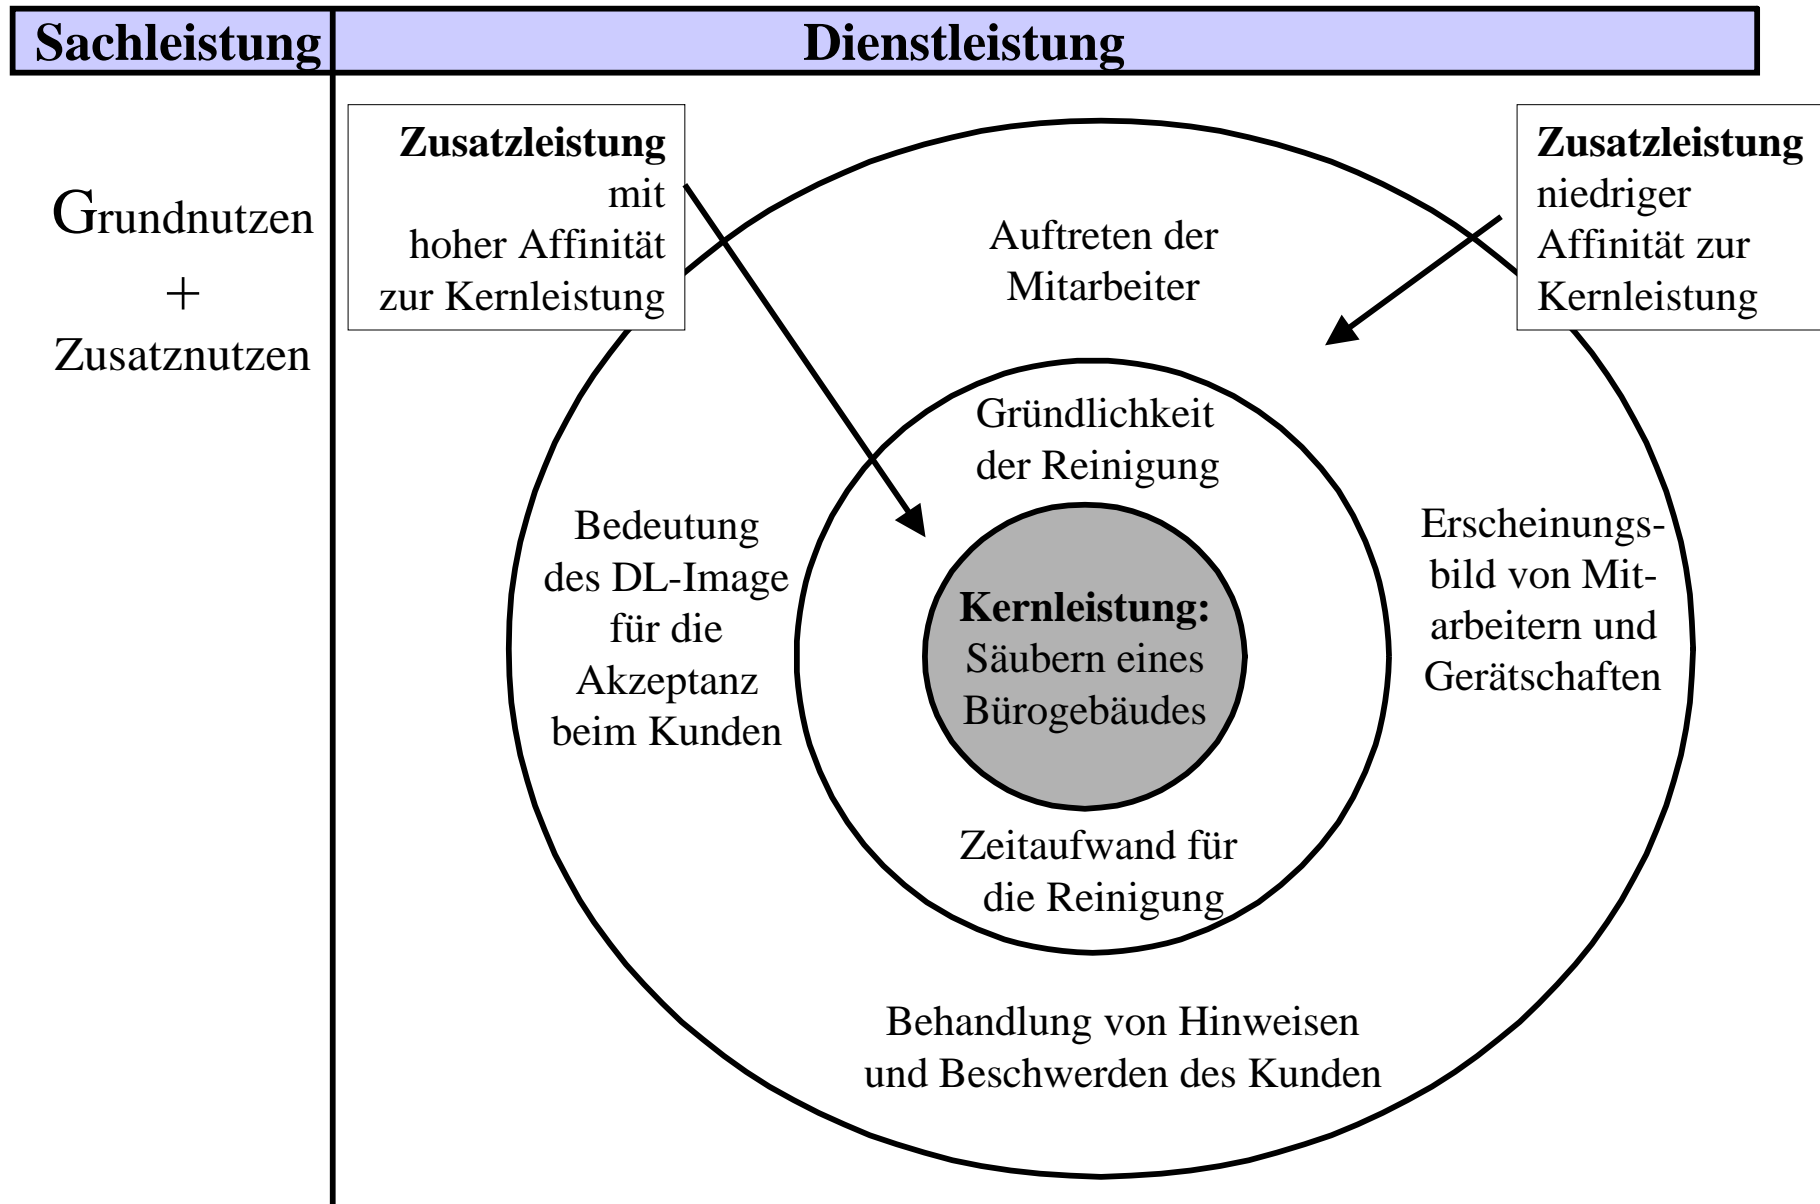 Sachleistung
Dienstleistung
Grundnutzen
+
Zusatznutzen
Zusatzleistung
mit
hoher Affinität
zur Kernleistung
Zusatzleistung
niedriger
Affinität zur
Kernleistung
Auftreten der
Mitarbeiter
Gründlichkeit
der Reinigung
Bedeutung
des DL-Image
für die
Akzeptanz
beim Kunden
Kernleistung:
Säubern eines
Bürogebäudes
Erscheinungs-
bild von Mit-
arbeitern und
Gerätschaften
Zeitaufwand für
die Reinigung
Behandlung von Hinweisen
und Beschwerden des Kunden